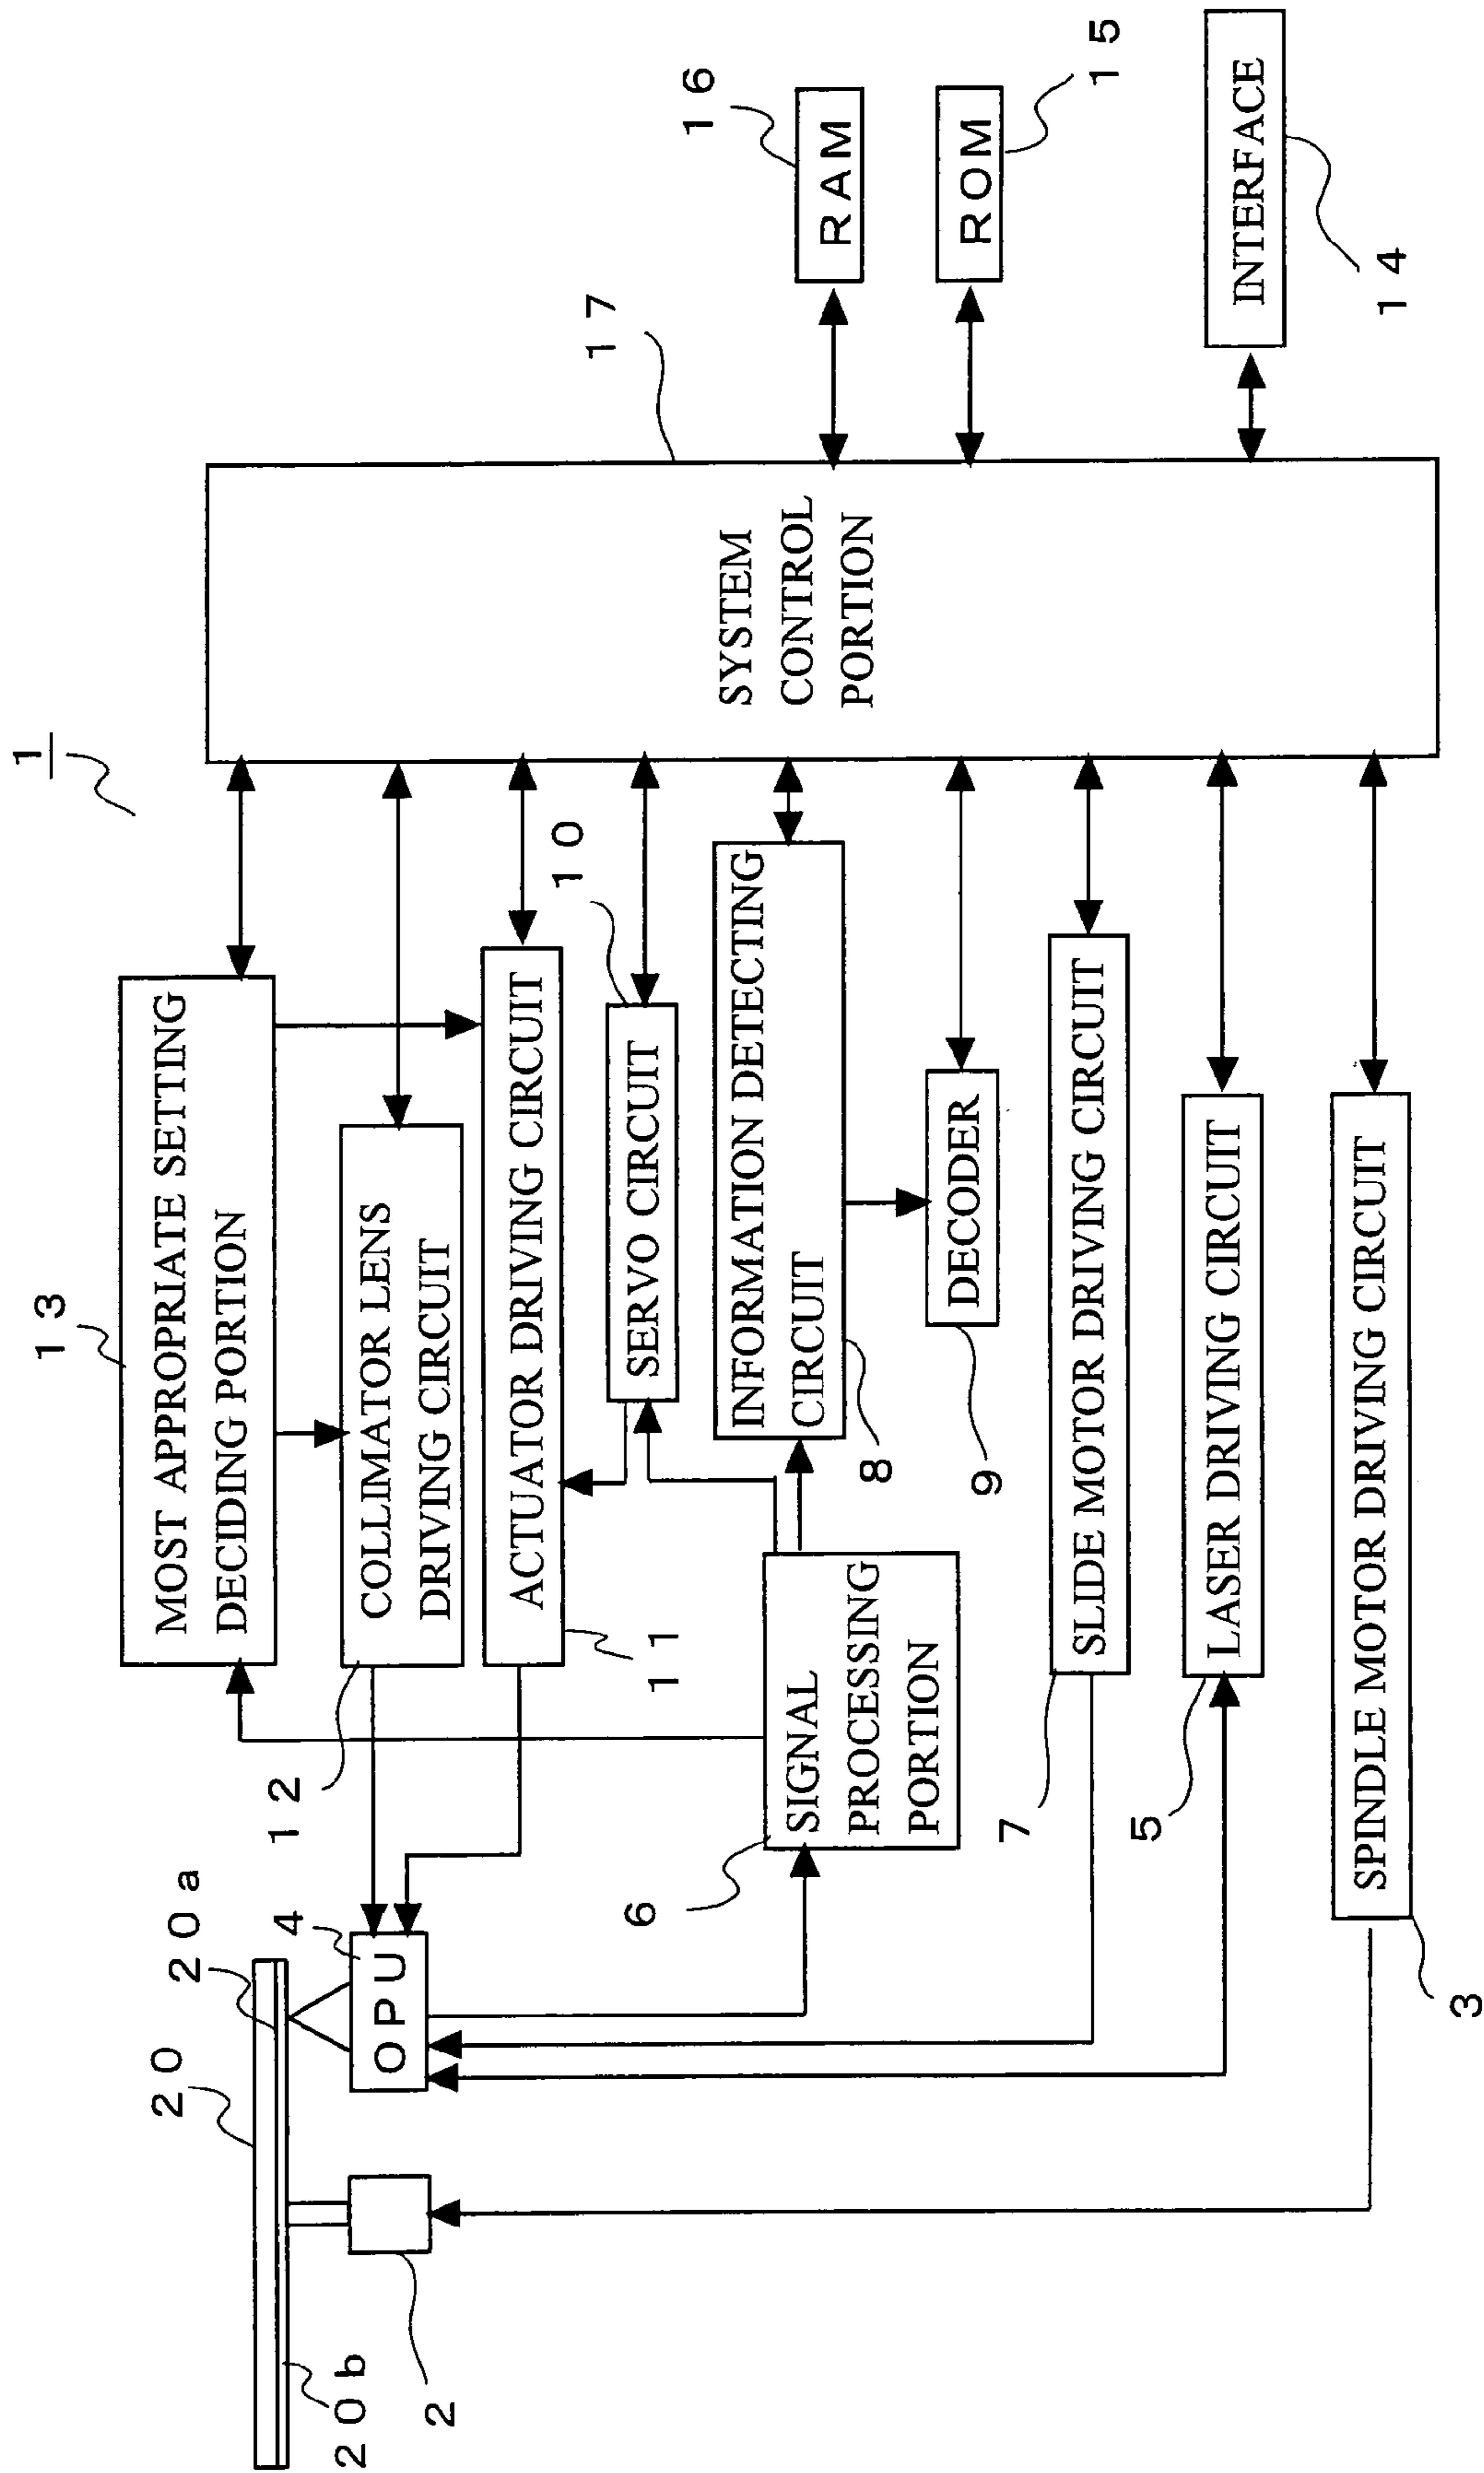 1
13
MOST APPROPRIATE SETTING
DECIDING PORTION
12
COLLIMATOR LENS
DRIVING CIRCUIT
ACTUATOR DRIVING CIRCUIT
11
10
SERVO CIRCUIT
INFORMATION DETECTING
CIRCUIT
8
DECODER
9
SIGNAL
PROCESSING
PORTION
6
SLIDE MOTOR DRIVING CIRCUIT
7
LASER DRIVING CIRCUIT
5
SPINDLE MOTOR DRIVING CIRCUIT
3
20
20a
20b
OPU
4
2
17
SYSTEM
CONTROL
PORTION
16
RAM
ROM
15
INTERFACE
14